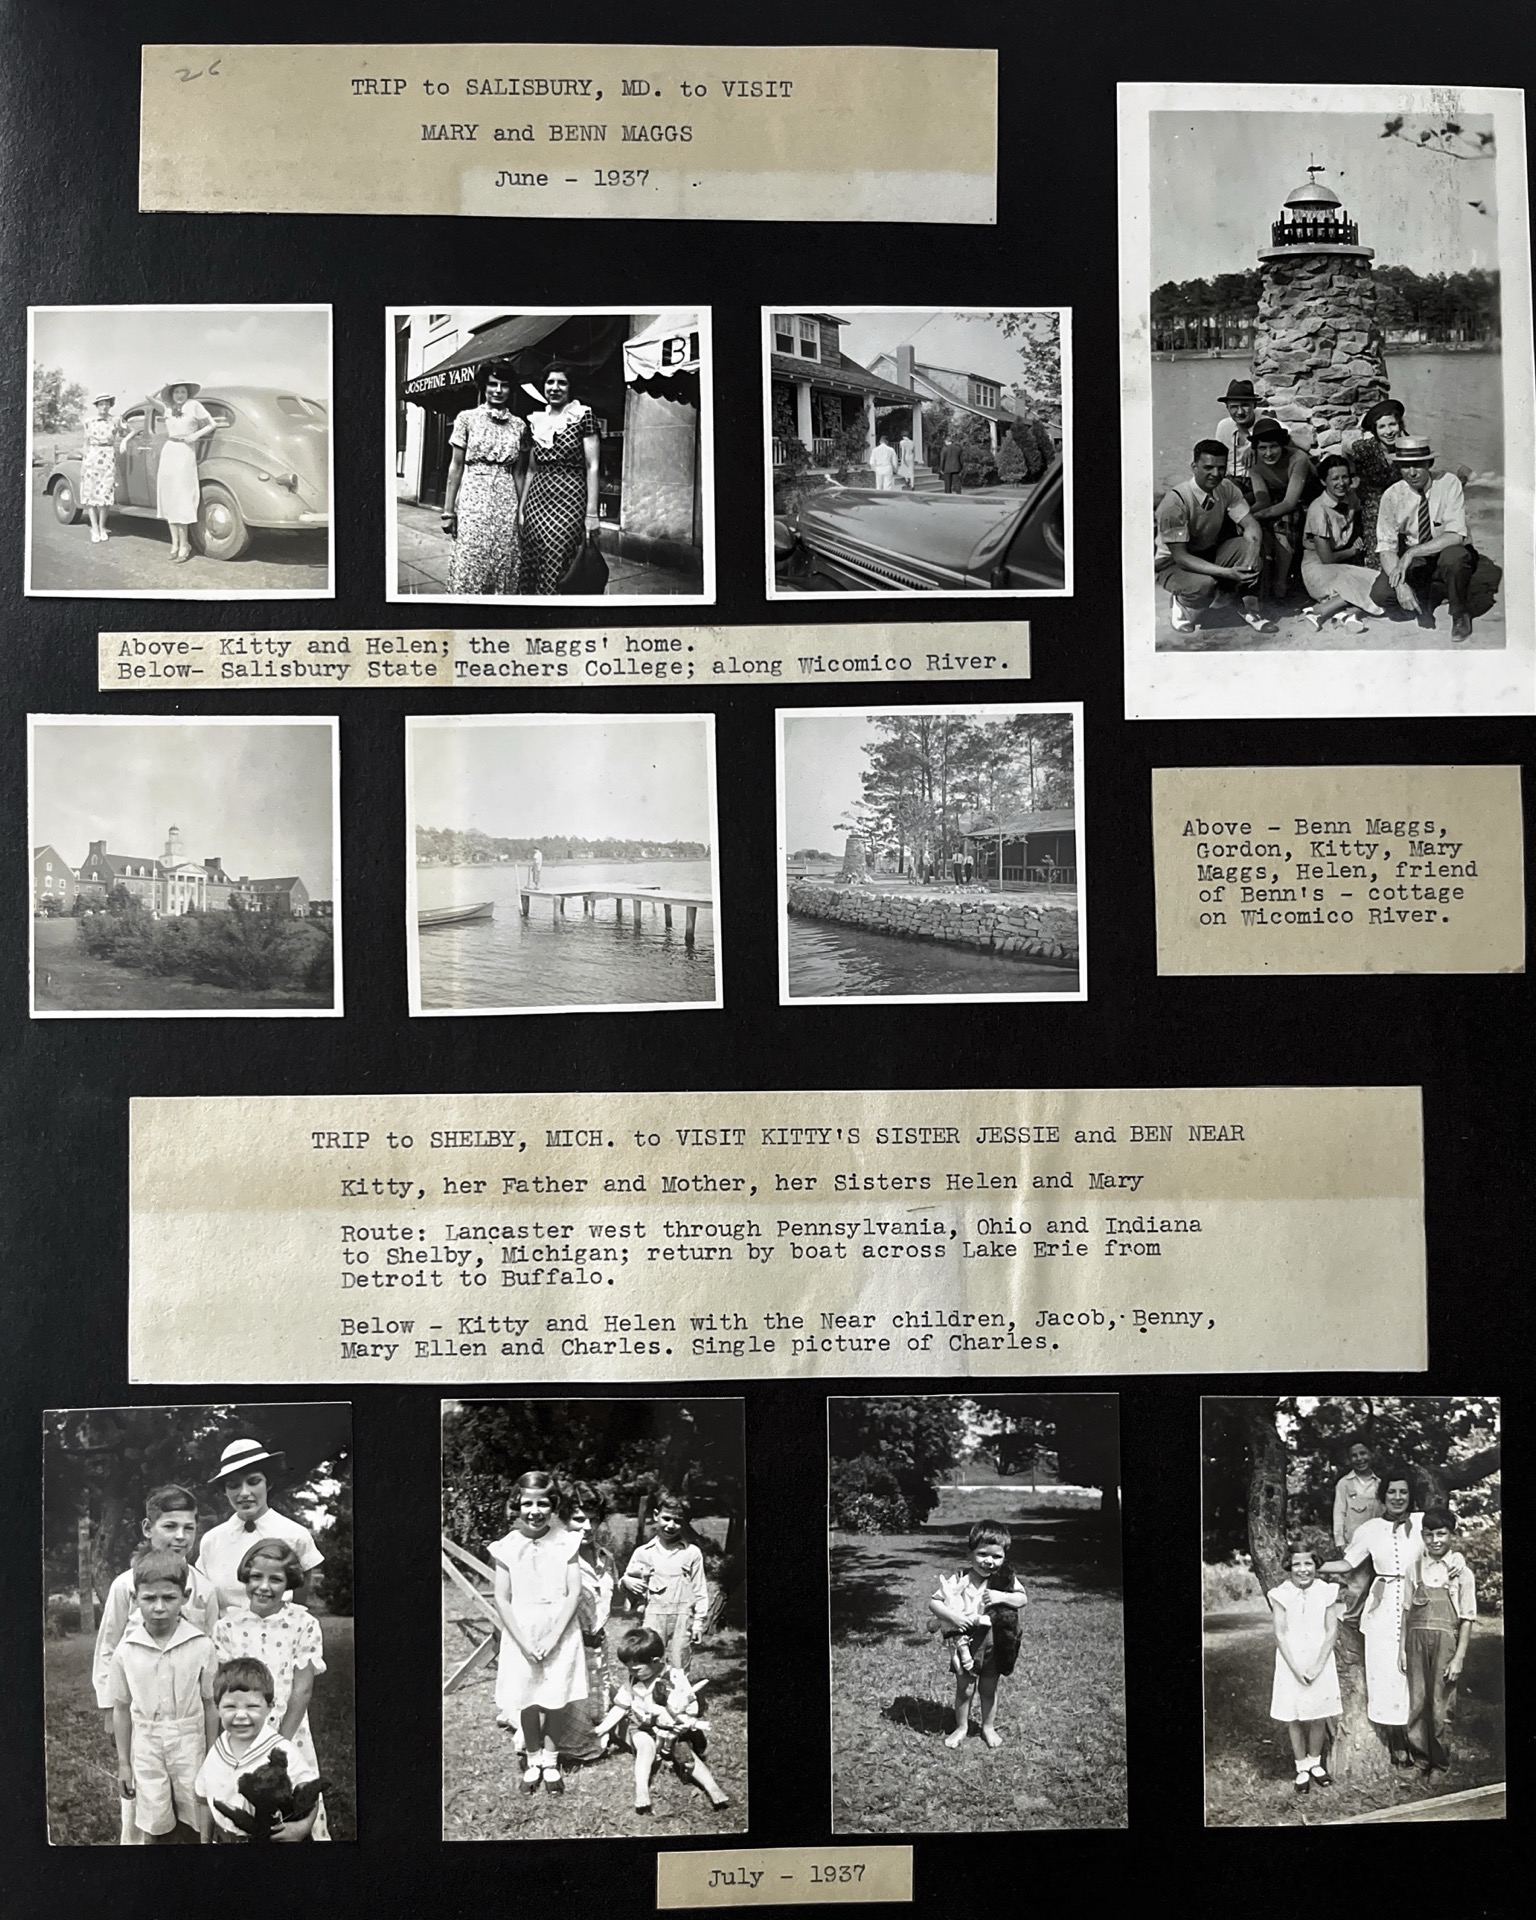 26
TRIP to SALISBURY, MD. to VISIT
MARY and BENN MAGGS
June - 1937
JOSEPHINE YARN
B
Above- Kitty and Helen; the Maggs' home.
Below- Salisbury State Teachers College; along Wicomico River.
Above - Benn Maggs,
Gordon, Kitty, Mary
Maggs, Helen, friend
of Benn's - cottage
on Wicomico River.
TRIP to SHELBY, MICH. to VISIT KITTY'S SISTER JESSIE and BEN NEAR
Kitty, her Father and Mother, her Sisters Helen and Mary
Route: Lancaster west through Pennsylvania, Ohio and Indiana
to Shelby, Michigan; return by boat across Lake Erie from
Detroit to Buffalo.
Below - Kitty and Helen with the Near children, Jacob, Benny,
Mary Ellen and Charles. Single picture of Charles.
July - 1937